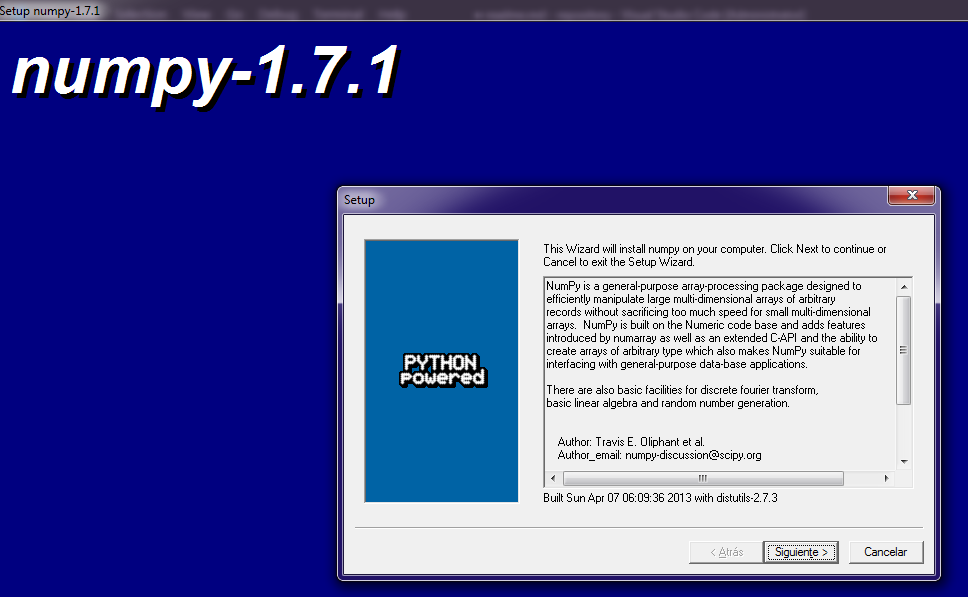 Setup numpy-1.7.1
numpy-1.7.1
Setup
This Wizard will install numpy on your computer. Click Next to continue or
Cancel to exit the Setup Wizard.
NumPy is a general-purpose array-processing package designed to
efficiently manipulate large multi-dimensional arrays of arbitrary
records without sacrificing too much speed for small multi-dimensional
arrays.  NumPy is built on the Numeric code base and adds features
introduced by numarray as well as an extended C-API and the ability to
create arrays of arbitrary type which also makes NumPy suitable for
interfacing with general-purpose data-base applications.
There are also basic facilities for discrete fourier transform,
basic linear algebra and random number generation.
PYTHON
powered
Author: Travis E. Oliphant et al.
Author_email: numpy-discussion@scipy.org
Built Sun Apr 07 06:09:36 2013 with distutils-2.7.3
< Atrás
Siguiente >
Cancelar